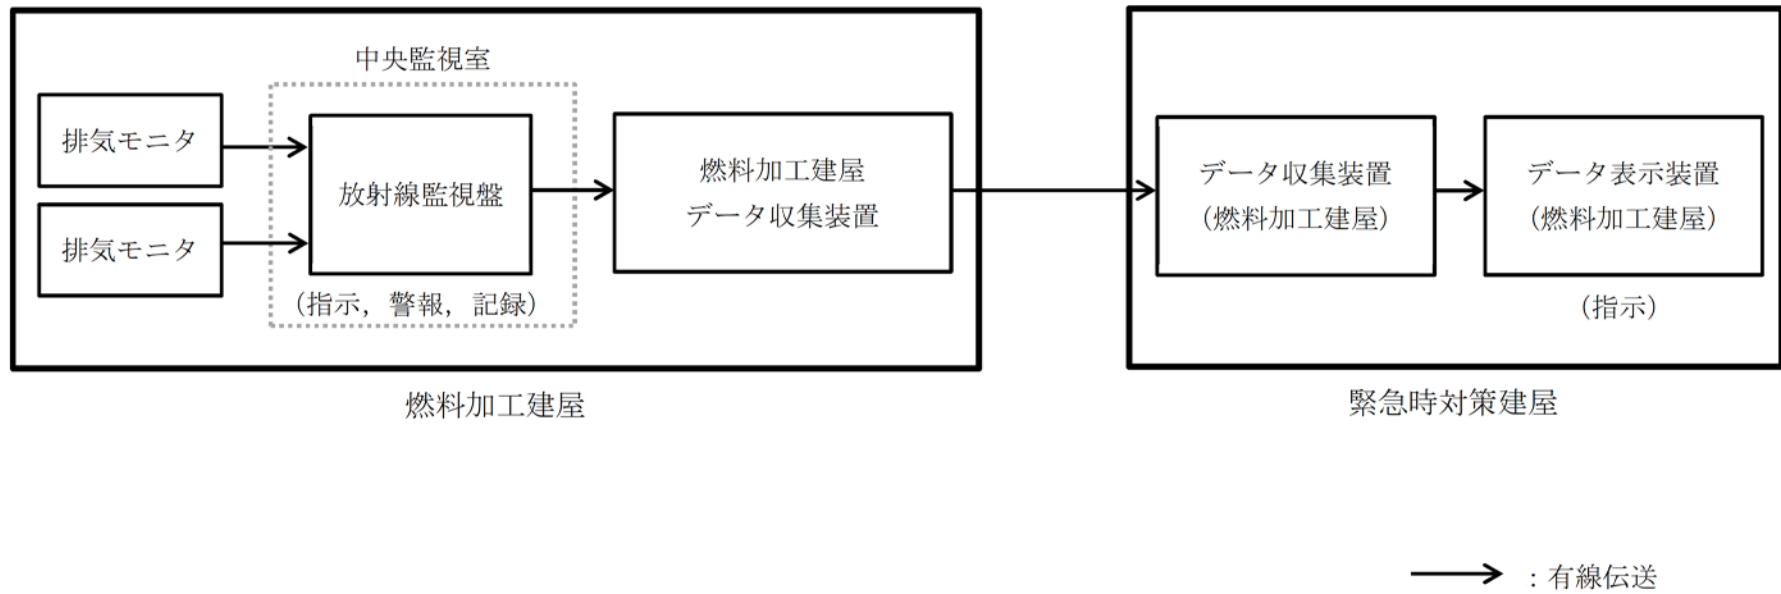 中央監視室
排気モニタ
排気モニタ
放射線監視盤
(指示，警報，記録)
燃料加工建屋
データ収集装置
燃料加工建屋
データ収集装置
(燃料加工建屋)
データ表示装置
(燃料加工建屋)
(指示)
緊急時対策建屋
：有線伝送